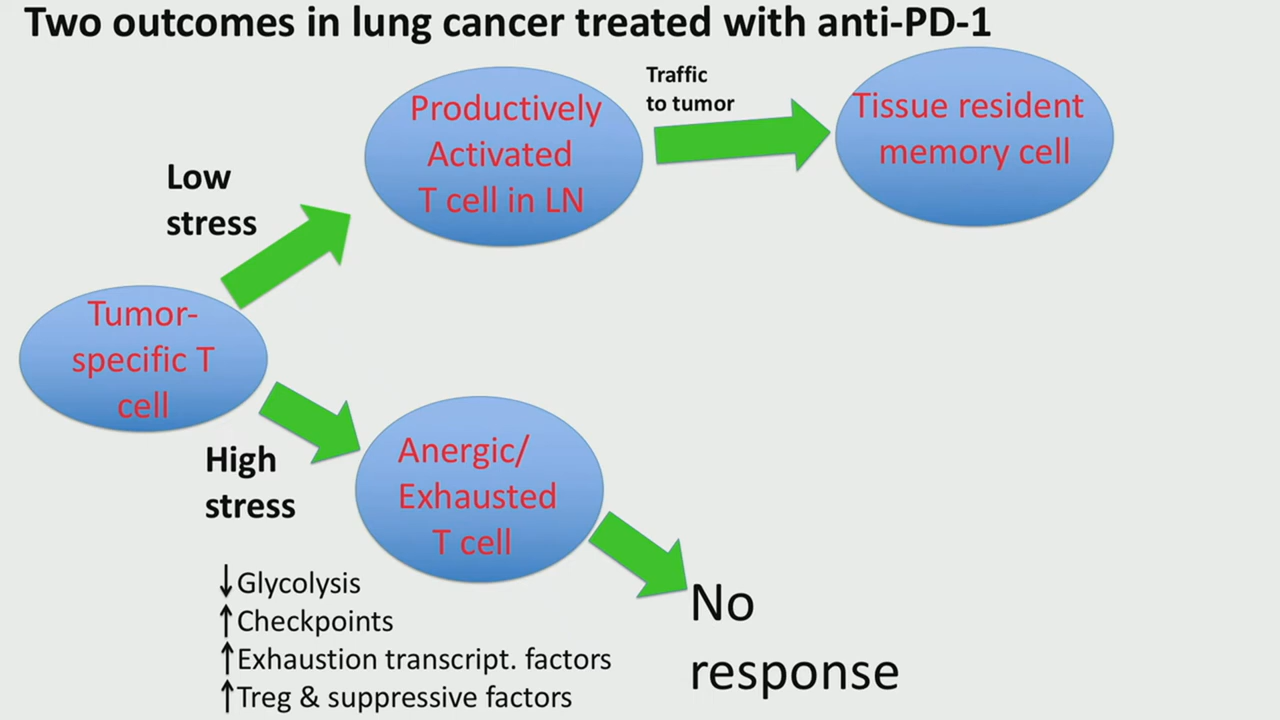 Two outcomes in lung cancer treated with anti-PD-1
Traffic
to tumor
Productively
Activated
T cell in LN
Tissue resident
memory cell
Low
stress
Tumor-
specific T
cell
High
stress
Anergic/
Exhausted
T cell
↓Glycolysis
↑Checkpoints
↑Exhaustion transcript. factors
↑Treg & suppressive factors
No
response